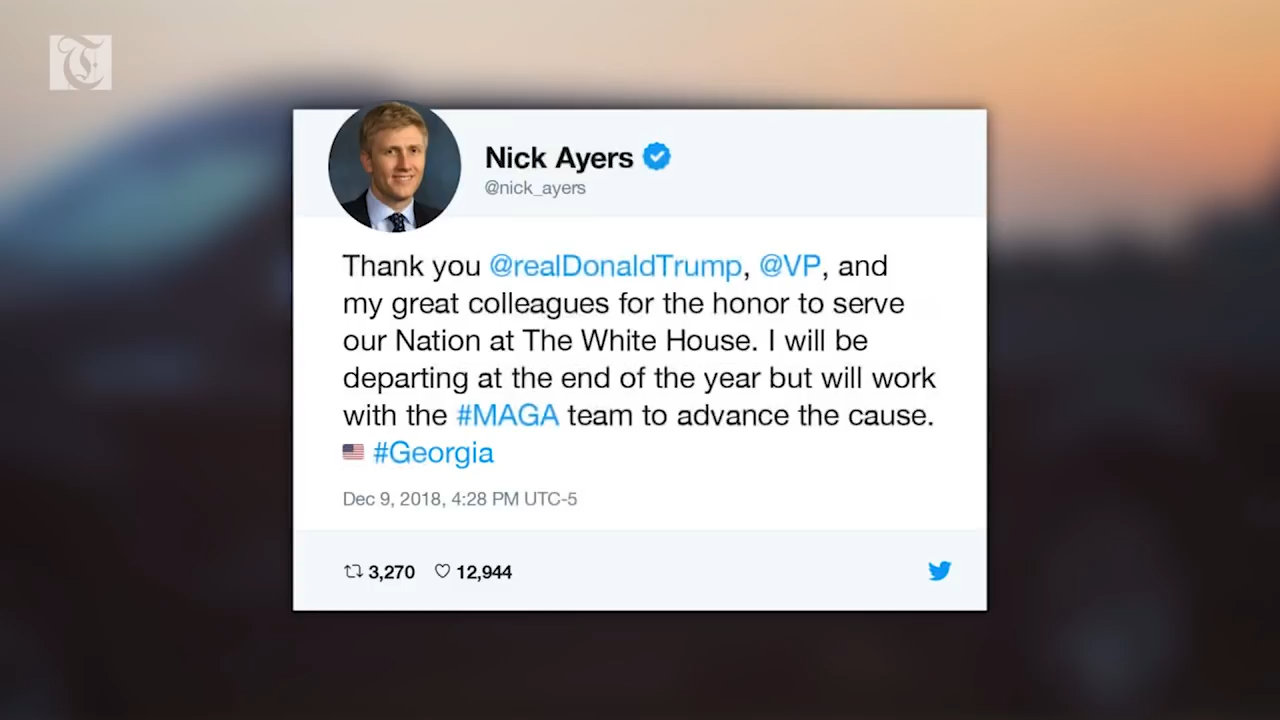 T
Nick Ayers
@nick_ayers
Thank you @realDonaldTrump, @VP, and
my great colleagues for the honor to serve
our Nation at The White House. I will be
departing at the end of the year but will work
with the #MAGA team to advance the cause.
🇺🇸 #Georgia
Dec 9, 2018, 4:28 PM UTC-5
3,270 12,944